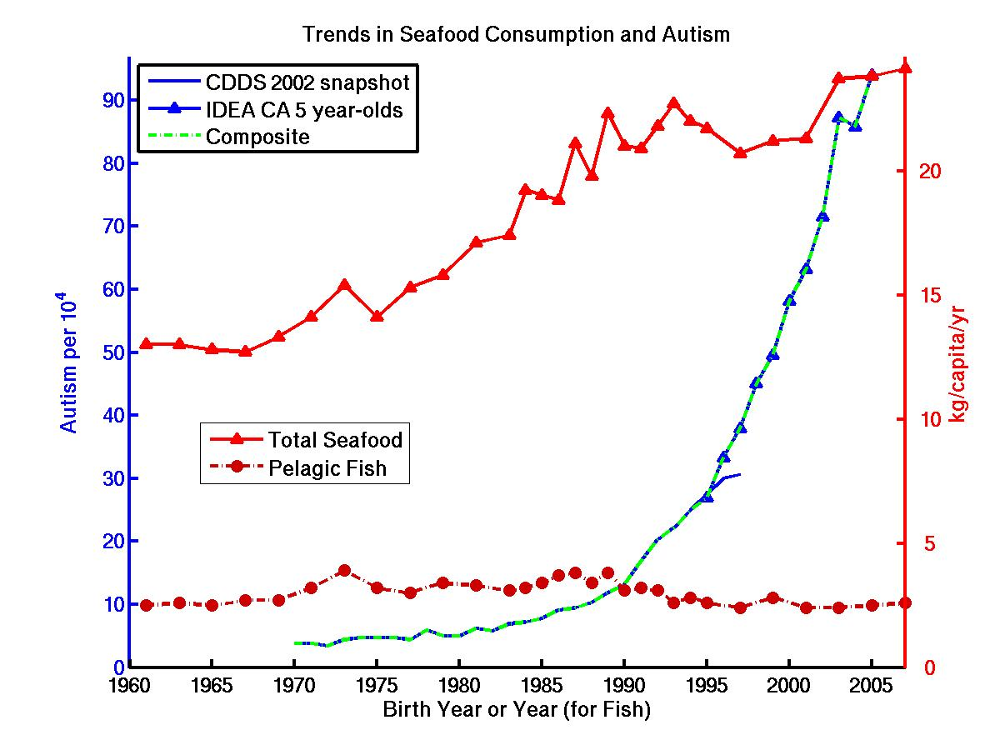 Trends in Seafood Consumption and Autism
CDDS 2002 snapshot
IDEA CA 5 year-olds
Composite
90
80
70
60
50
40
30
20
10
0
Autism per 10⁴
20
15
10
5
0
kg/capita/yr
Total Seafood
Pelagic Fish
1960 1965 1970 1975 1980 1985 1990 1995 2000 2005
Birth Year or Year (for Fish)